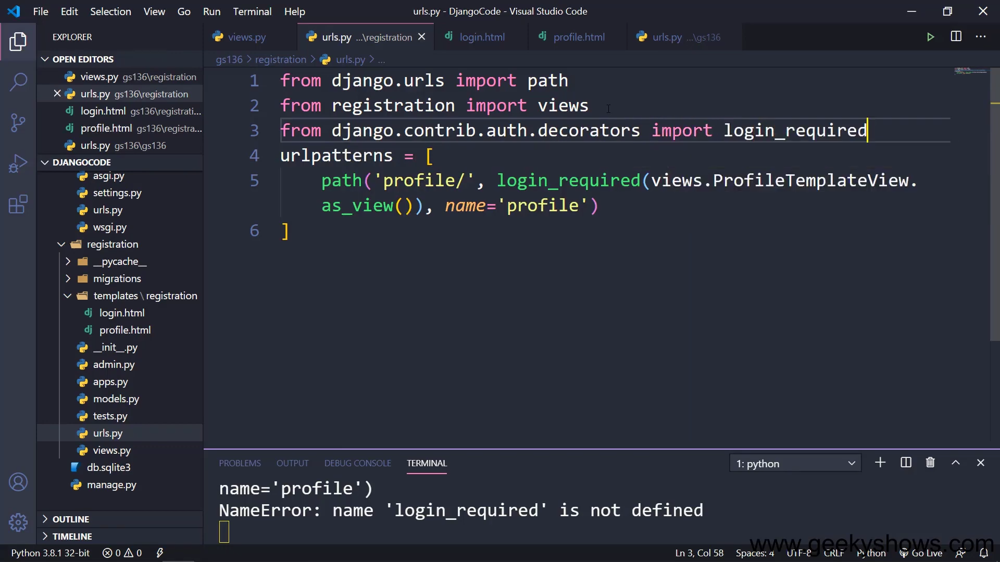 File Edit Selection View Go Run Terminal Help
urls.py - DjangoCode - Visual Studio Code
EXPLORER
views.py
urls.py ...\registration
login.html
profile.html
urls.py ...\gs136
OPEN EDITORS
views.py gs136\registration
urls.py gs136\registration
login.html gs136\registrati...
profile.html gs136\registra...
urls.py gs136\gs136
DJANGOCODE
asgi.py
settings.py
urls.py
wsgi.py
registration
__pycache__
migrations
templates \ registration
login.html
profile.html
__init__.py
admin.py
apps.py
models.py
tests.py
urls.py
views.py
db.sqlite3
manage.py
OUTLINE
TIMELINE
gs136 > registration > urls.py > ...
1 from django.urls import path
2 from registration import views
3 from django.contrib.auth.decorators import login_required
4 urlpatterns = [
5 path('profile/', login_required(views.ProfileTemplateView.
as_view()), name='profile')
6 ]
PROBLEMS OUTPUT DEBUG CONSOLE TERMINAL
1: python
name='profile')
NameError: name 'login_required' is not defined
www.geekyshows.com
Python 3.8.1 32-bit 0 0
Ln 3, Col 58 Spaces: 4 UTF-8 CRLF Python Go Live